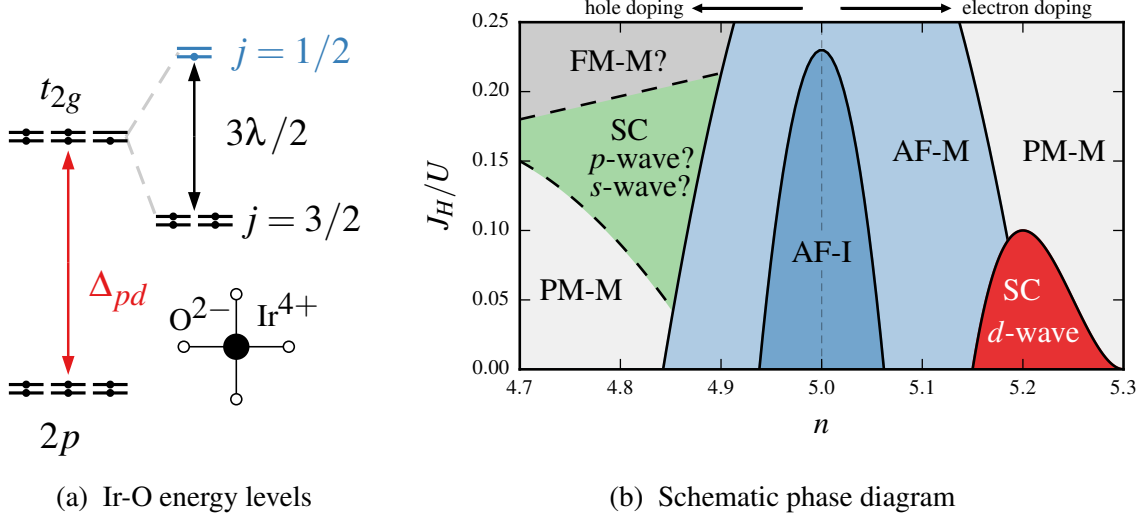 t2g
j = 1/2
3λ/2
j = 3/2
Δpd
O2− Ir4+
2p
(a) Ir-O energy levels
hole doping
electron doping
0.25
0.20
0.15
0.10
0.05
0.00
JH/U
FM-M?
SC
p-wave?
s-wave?
PM-M
AF-I
AF-M
PM-M
SC
d-wave
4.7 4.8 4.9 5.0 5.1 5.2 5.3
n
(b) Schematic phase diagram